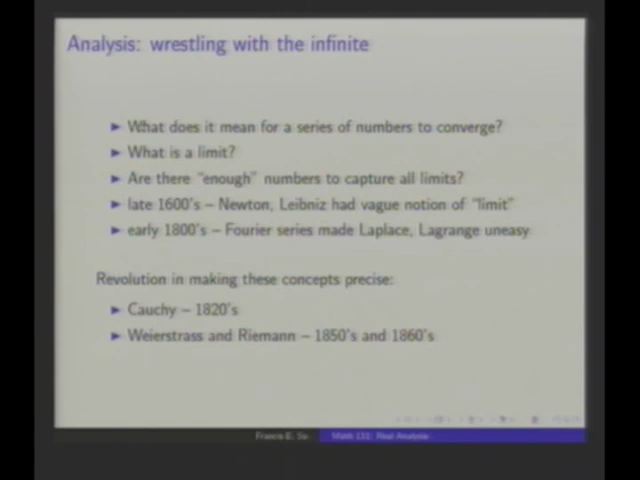 Analysis: wrestling with the infinite
► What does it mean for a series of numbers to converge?
► What is a limit?
► Are there "enough" numbers to capture all limits?
► late 1600's – Newton, Leibniz had vague notion of "limit"
► early 1800's – Fourier series made Laplace, Lagrange uneasy
Revolution in making these concepts precise:
► Cauchy – 1820's
► Weierstrass and Riemann – 1850's and 1860's
Francis E. Su
Math 131: Real Analysis